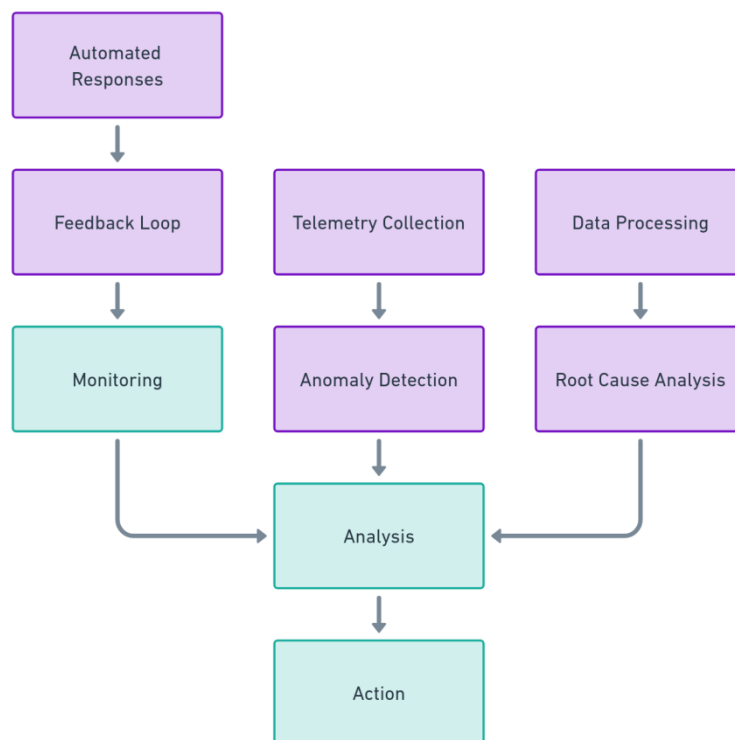 Automated
Responses
Feedback Loop
Telemetry Collection
Data Processing
Monitoring
Anomaly Detection
Root Cause Analysis
Analysis
Action